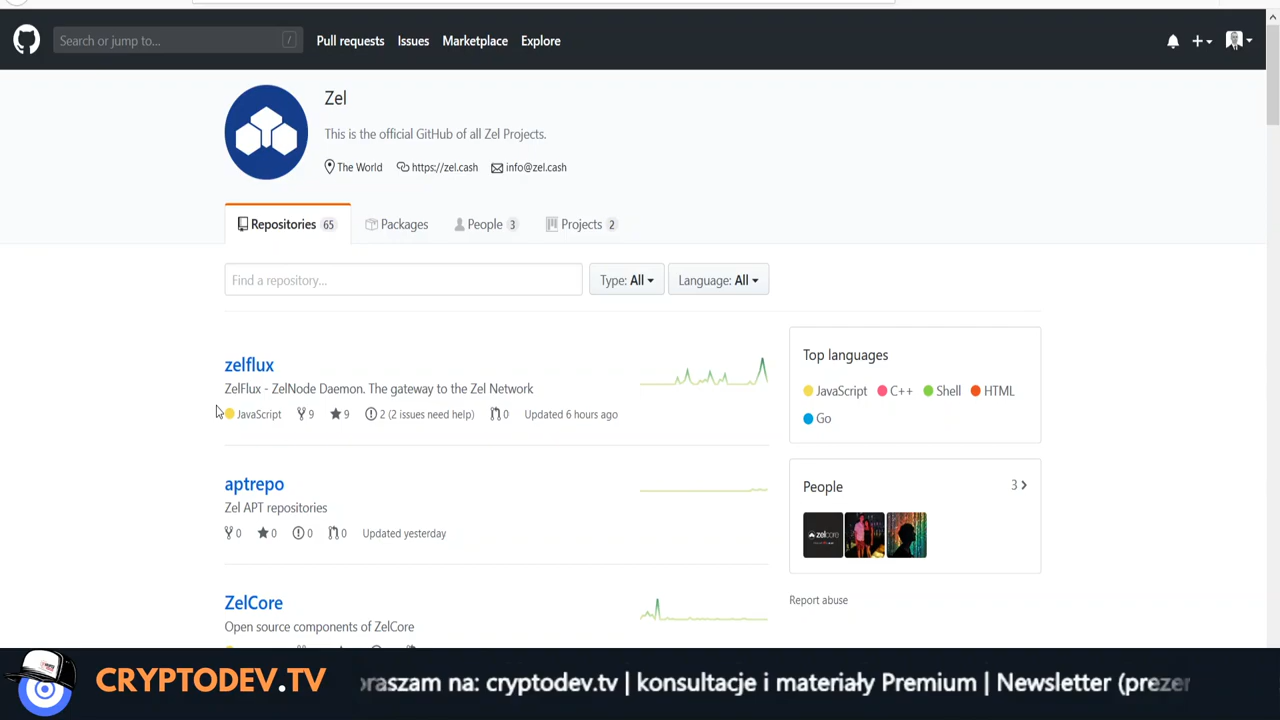 Search or jump to... /
Pull requests Issues Marketplace Explore
Zel
This is the official GitHub of all Zel Projects.
The World https://zel.cash info@zel.cash
Repositories 65 Packages People 3 Projects 2
Find a repository... Type: All Language: All
zelflux
ZelFlux - ZelNode Daemon. The gateway to the Zel Network
JavaScript 9 9 2 (2 issues need help) 0 Updated 6 hours ago
aptrepo
Zel APT repositories
0 0 0 0 Updated yesterday
ZelCore
Open source components of ZelCore
Top languages
JavaScript C++ Shell HTML
Go
People 3
zelcore
Report abuse
CRYPTODEV.TV
praszam na: cryptodev.tv | konsultacje i materiały Premium | Newsletter (prezen